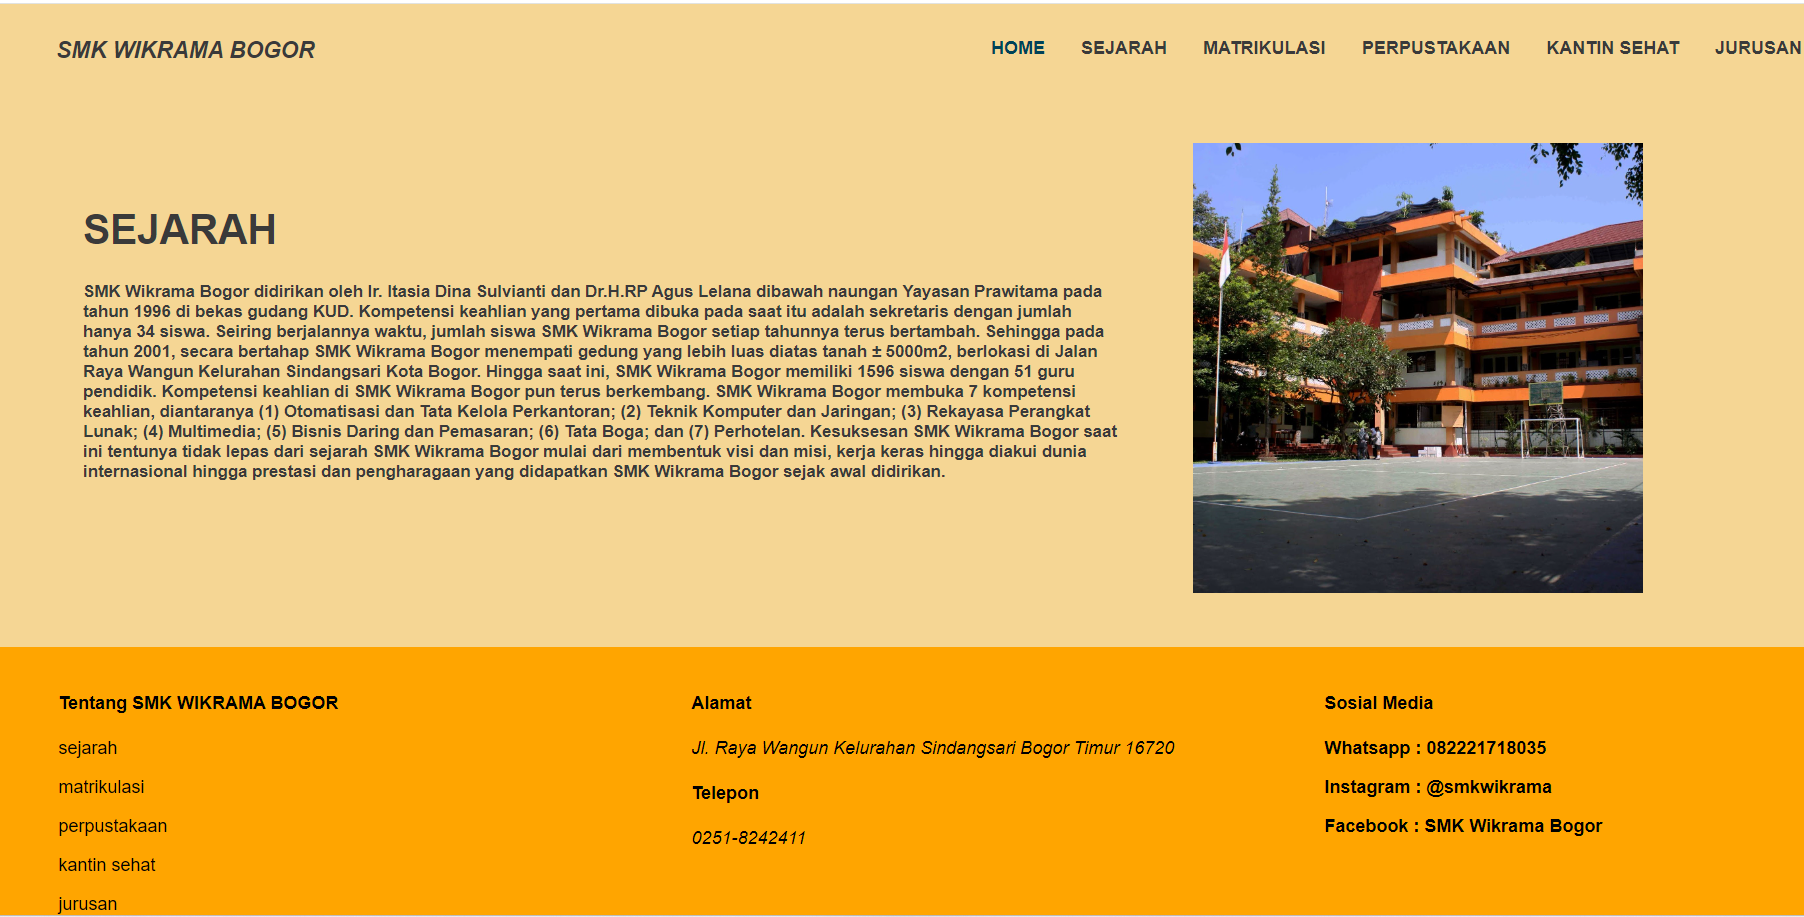 SMK WIKRAMA BOGOR
HOME SEJARAH MATRIKULASI PERPUSTAKAAN KANTIN SEHAT JURUSAN
SEJARAH
SMK Wikrama Bogor didirikan oleh Ir. Itasia Dina Sulvianti dan Dr.H.RP Agus Lelana dibawah naungan Yayasan Prawitama pada
tahun 1996 di bekas gudang KUD. Kompetensi keahlian yang pertama dibuka pada saat itu adalah sekretaris dengan jumlah
hanya 34 siswa. Seiring berjalannya waktu, jumlah siswa SMK Wikrama Bogor setiap tahunnya terus bertambah. Sehingga pada
tahun 2001, secara bertahap SMK Wikrama Bogor menempati gedung yang lebih luas diatas tanah ± 5000m2, berlokasi di Jalan
Raya Wangun Kelurahan Sindangsari Kota Bogor. Hingga saat ini, SMK Wikrama Bogor memiliki 1596 siswa dengan 51 guru
pendidik. Kompetensi keahlian di SMK Wikrama Bogor pun terus berkembang. SMK Wikrama Bogor membuka 7 kompetensi
keahlian, diantaranya (1) Otomatisasi dan Tata Kelola Perkantoran; (2) Teknik Komputer dan Jaringan; (3) Rekayasa Perangkat
Lunak; (4) Multimedia; (5) Bisnis Daring dan Pemasaran; (6) Tata Boga; dan (7) Perhotelan. Kesuksesan SMK Wikrama Bogor saat
ini tentunya tidak lepas dari sejarah SMK Wikrama Bogor mulai dari membentuk visi dan misi, kerja keras hingga diakui dunia
internasional hingga prestasi dan pengharagaan yang didapatkan SMK Wikrama Bogor sejak awal didirikan.
Tentang SMK WIKRAMA BOGOR
sejarah
matrikulasi
perpustakaan
kantin sehat
jurusan
Alamat
Jl. Raya Wangun Kelurahan Sindangsari Bogor Timur 16720
Telepon
0251-8242411
Sosial Media
Whatsapp : 082221718035
Instagram : @smkwikrama
Facebook : SMK Wikrama Bogor